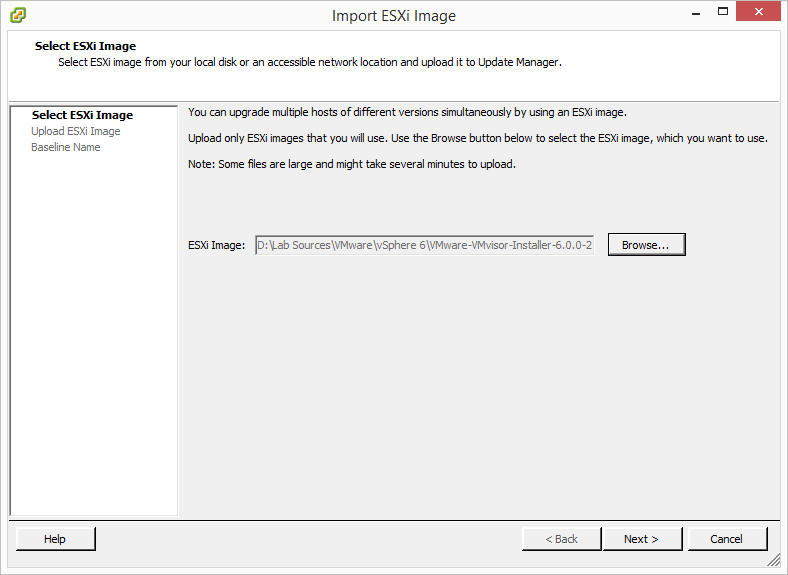 Import ESXi Image
Select ESXi Image
Select ESXi image from your local disk or an accessible network location and upload it to Update Manager.
Select ESXi Image
Upload ESXi Image
Baseline Name
You can upgrade multiple hosts of different versions simultaneously by using an ESXi image.
Upload only ESXi images that you will use. Use the Browse button below to select the ESXi image, which you want to use.
Note: Some files are large and might take several minutes to upload.
ESXi Image: D:\Lab Sources\VMware\vSphere 6\VMware-VMvisor-Installer-6.0.0-2 Browse...
Help < Back Next > Cancel